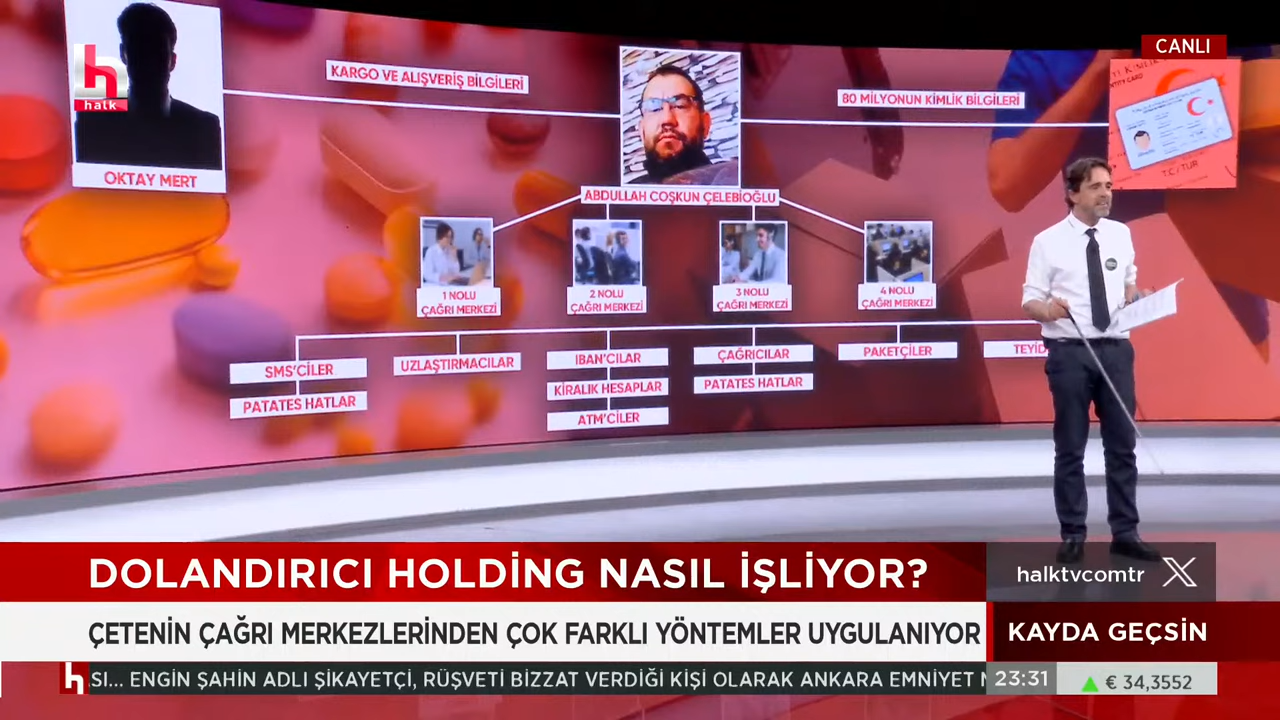 CANLI
h
halk
KARGO VE ALIŞVERİŞ BİLGİLERİ
80 MİLYONUN KİMLİK BİLGİLERİ
T.C./TUR
OKTAY MERT
ABDULLAH COŞKUN ÇELEBİOĞLU
1 NOLU
ÇAĞRI MERKEZİ
2 NOLU
ÇAĞRI MERKEZİ
3 NOLU
ÇAĞRI MERKEZİ
4 NOLU
ÇAĞRI MERKEZİ
SMS'CİLER
PATATES HATLAR
UZLAŞTIRMACILAR
IBAN'CILAR
KİRALIK HESAPLAR
ATM'CİLER
ÇAĞRICILAR
PATATES HATLAR
PAKETÇİLER
TEYİD
DOLANDIRICI HOLDİNG NASIL İŞLİYOR?
halktvcomtr X
ÇETENİN ÇAĞRI MERKEZLERİNDEN ÇOK FARKLI YÖNTEMLER UYGULANIYOR
KAYDA GEÇSİN
h SI... ENGİN ŞAHİN ADLI ŞİKAYETÇİ, RÜŞVETİ BİZZAT VERDİĞİ KİŞİ OLARAK ANKARA EMNİYET
23:31
€ 34,3552